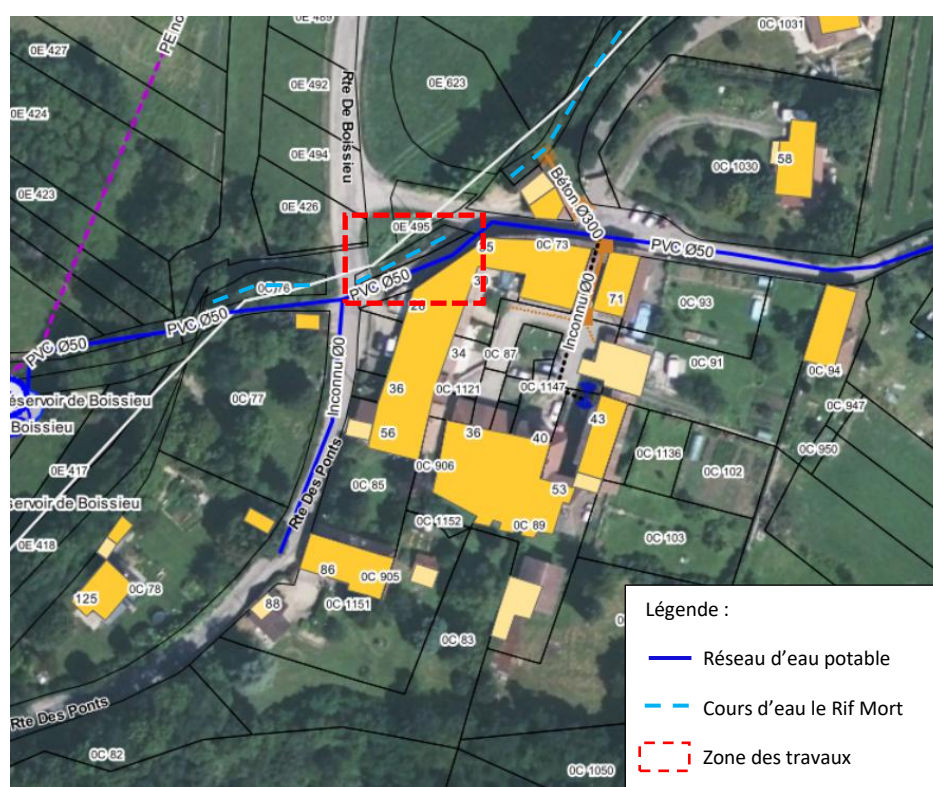 0E 489
0C 1031
0E 427
PE no
0E 492
0E 623
Rte De Boissieu
0E 424
0E 494
58
0C 1030
Béton Ø300
0E 423
0E 426
0E 495
35
0C 73
PVC Ø50
0C 76
PVC Ø50
71
0C 93
PVC Ø50
PVC Ø50
Inconnu Ø0
Inconnu Ø0
34
0C 87
0C 91
0C 94
Réservoir de Boissieu
Boissieu
0C 77
36
0C 1121
0C 1147
0C 947
56
36
40
43
0C 950
0E 417
0C 906
0C 1136
0C 102
servoir de Boissieu
Rte Des Ponts
0C 85
53
0E 418
0C 1152
0C 89
0C 103
86
0C 905
125
0C 78
88
0C 1151
0C 83
Rte Des Ponts
0C 82
0C 1050
Légende :
Réseau d'eau potable
Cours d'eau le Rif Mort
Zone des travaux